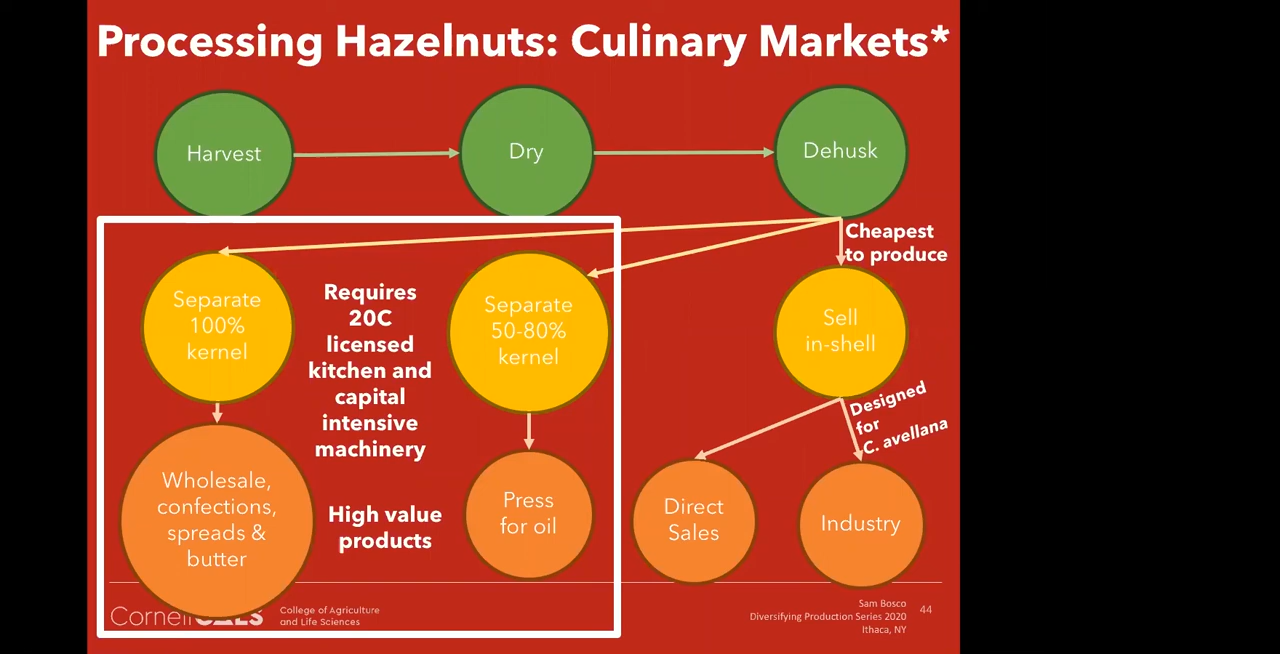 Processing Hazelnuts: Culinary Markets*
Harvest
Dry
Dehusk
Cheapest
to produce
Separate
100%
kernel
Requires
20C
licensed
kitchen and
capital
intensive
machinery
Separate
50-80%
kernel
Sell
in-shell
Designed
for
C. avellana
Wholesale,
confections,
spreads &
butter
High value
products
Press
for oil
Direct
Sales
Industry
Cornell CALS
College of Agriculture
and Life Sciences
Sam Bosco
Diversifying Production Series 2020
Ithaca, NY
44